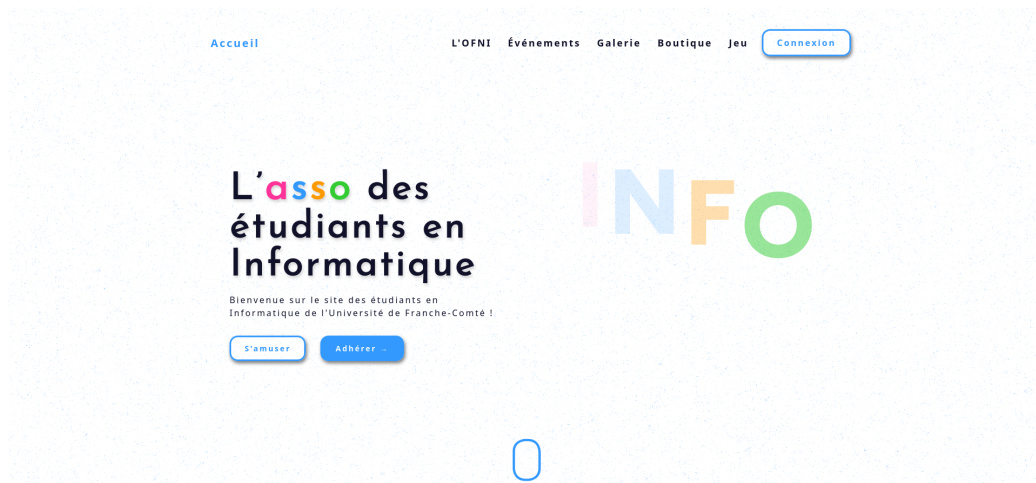 Accueil
L'OFNI
Événements
Galerie
Boutique
Jeu
Connexion
L’asso des
étudiants en
Informatique
INFO
Bienvenue sur le site des étudiants en
Informatique de l'Université de Franche-Comté !
S'amuser
Adhérer →